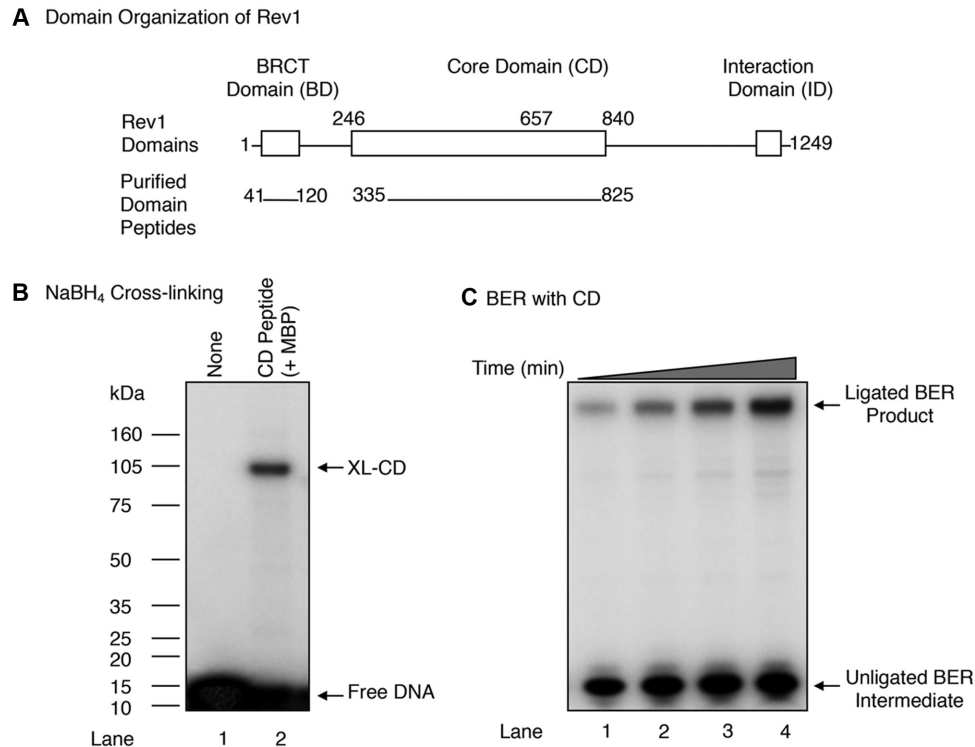 A Domain Organization of Rev1
BRCT
Domain (BD)
Core Domain (CD)
Interaction
Domain (ID)
Rev1
Domains
1
246
657
840
1249
Purified
Domain
Peptides
41
120
335
825
B NaBH4 Cross-linking
None
CD Peptide
(+ MBP)
kDa
160
105
75
50
35
25
20
15
10
XL-CD
Free DNA
Lane 1 2
C BER with CD
Time (min)
Ligated BER
Product
Unligated BER
Intermediate
Lane 1 2 3 4